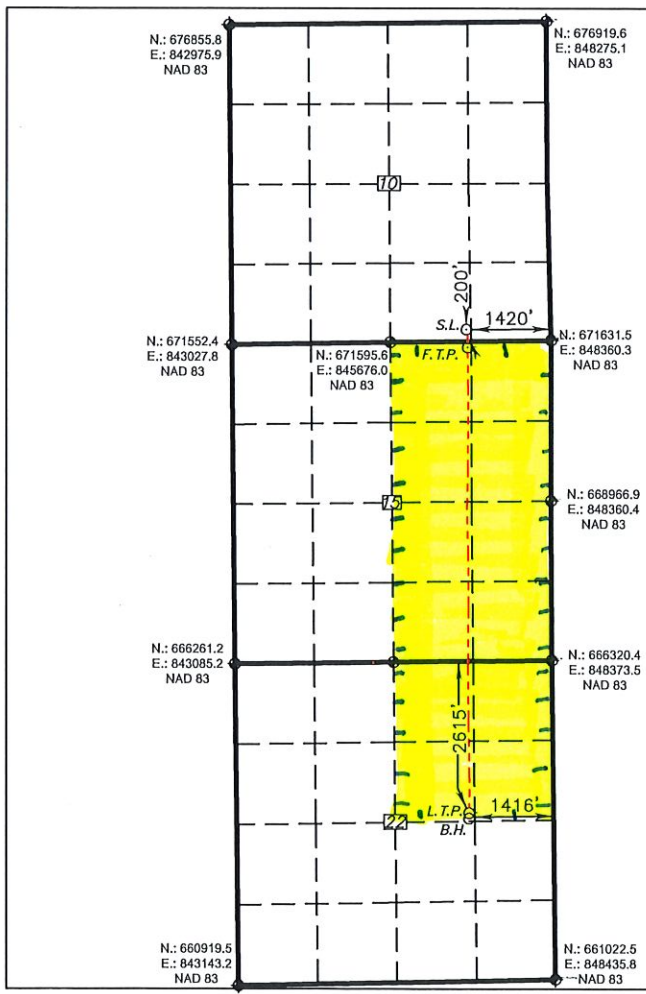 N.: 676855.8
E.: 842975.9
NAD 83
N.: 676919.6
E.: 848275.1
NAD 83
10
200'
S.L.
1420'
N.: 671552.4
E.: 843027.8
NAD 83
N.: 671595.6
E.: 845676.0
NAD 83
F.T.P.
N.: 671631.5
E.: 848360.3
NAD 83
15
N.: 668966.9
E.: 848360.4
NAD 83
N.: 666261.2
E.: 843085.2
NAD 83
N.: 666320.4
E.: 848373.5
NAD 83
2615'
L.T.P.
1416'
22
B.H.
N.: 660919.5
E.: 843143.2
NAD 83
N.: 661022.5
E.: 848435.8
NAD 83